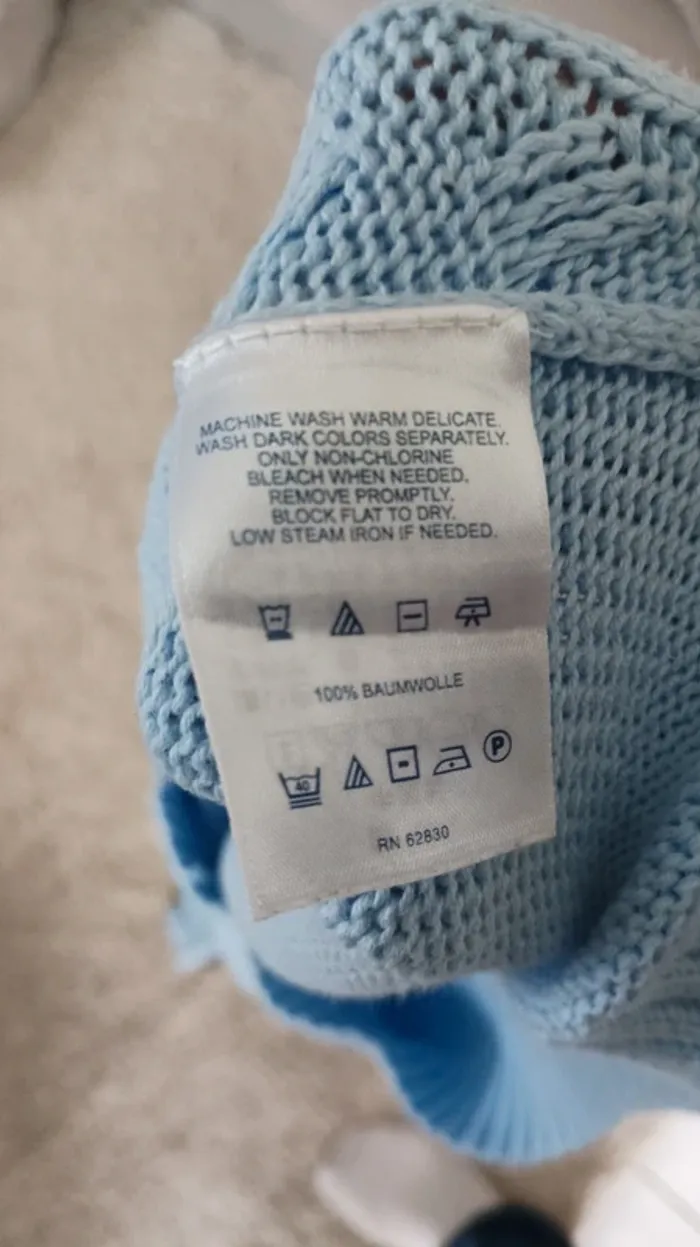 MACHINE WASH WARM DELICATE.
WASH DARK COLORS SEPARATELY.
ONLY NON-CHLORINE
BLEACH WHEN NEEDED.
REMOVE PROMPTLY.
BLOCK FLAT TO DRY.
LOW STEAM IRON IF NEEDED.
100% BAUMWOLLE
40 P
RN 62830